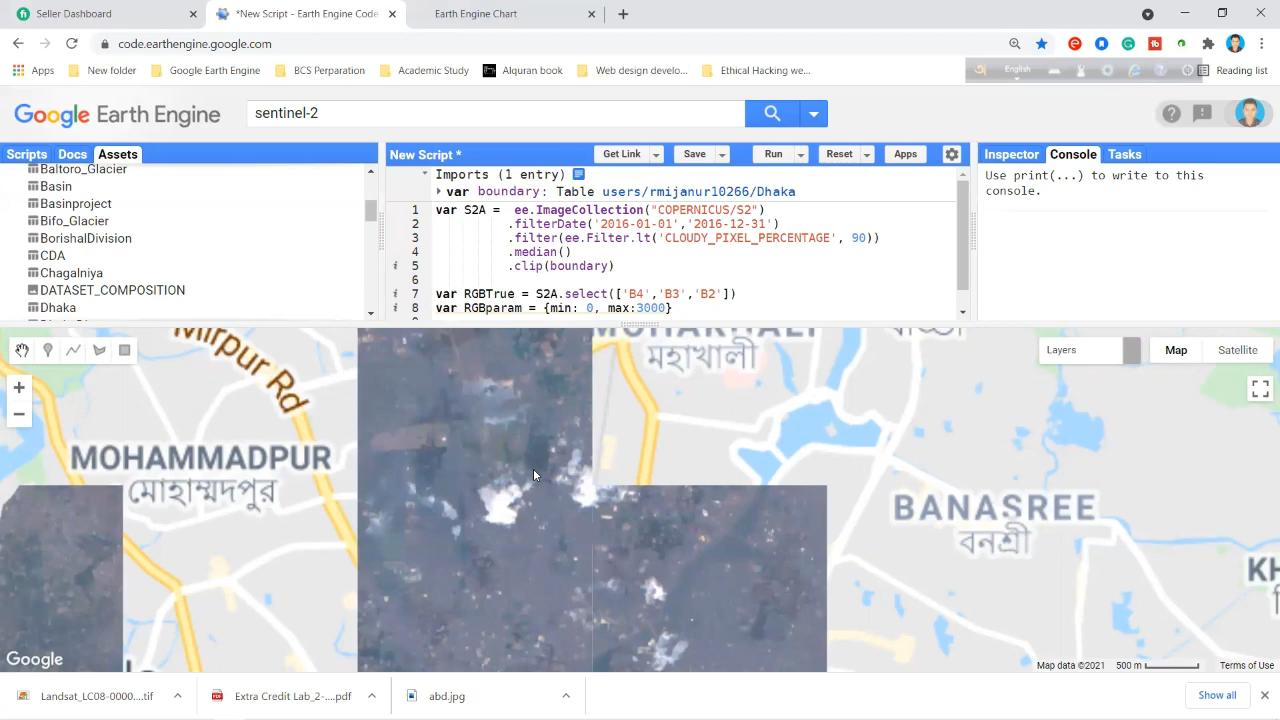 Seller Dashboard
*New Script - Earth Engine Code
Earth Engine Chart
code.earthengine.google.com
Apps
New folder
Google Earth Engine
BCS Preparation
Academic Study
Alquran book
Web design develo...
Ethical Hacking we...
English
Reading list
Google Earth Engine
sentinel-2
Scripts
Docs
Assets
New Script *
Get Link
Save
Run
Reset
Apps
Inspector
Console
Tasks
Baltoro_Glacier
Basin
Basinproject
Bifo_Glacier
BorishalDivision
CDA
Chagalniya
DATASET_COMPOSITION
Dhaka
Imports (1 entry)
var boundary: Table users/rmijanur10266/Dhaka
1 var S2A = ee.ImageCollection("COPERNICUS/S2")
2 .filterDate('2016-01-01','2016-12-31')
3 .filter(ee.Filter.lt('CLOUDY_PIXEL_PERCENTAGE', 90))
4 .median()
5 .clip(boundary)
6
7 var RGBTrue = S2A.select(['B4','B3','B2'])
8 var RGBparam = {min: 0, max:3000}
Use print(...) to write to this
console.
Mirpur Rd
MOHAKHALI
মহাখালী
MOHAMMADPUR
মোহাম্মদপুর
BANASREE
বনশ্রী
KH
Layers
Map
Satellite
Google
Map data ©2021
500 m
Terms of Use
Landsat_LC08-0000....tif
Extra Credit Lab_2-....pdf
abd.jpg
Show all